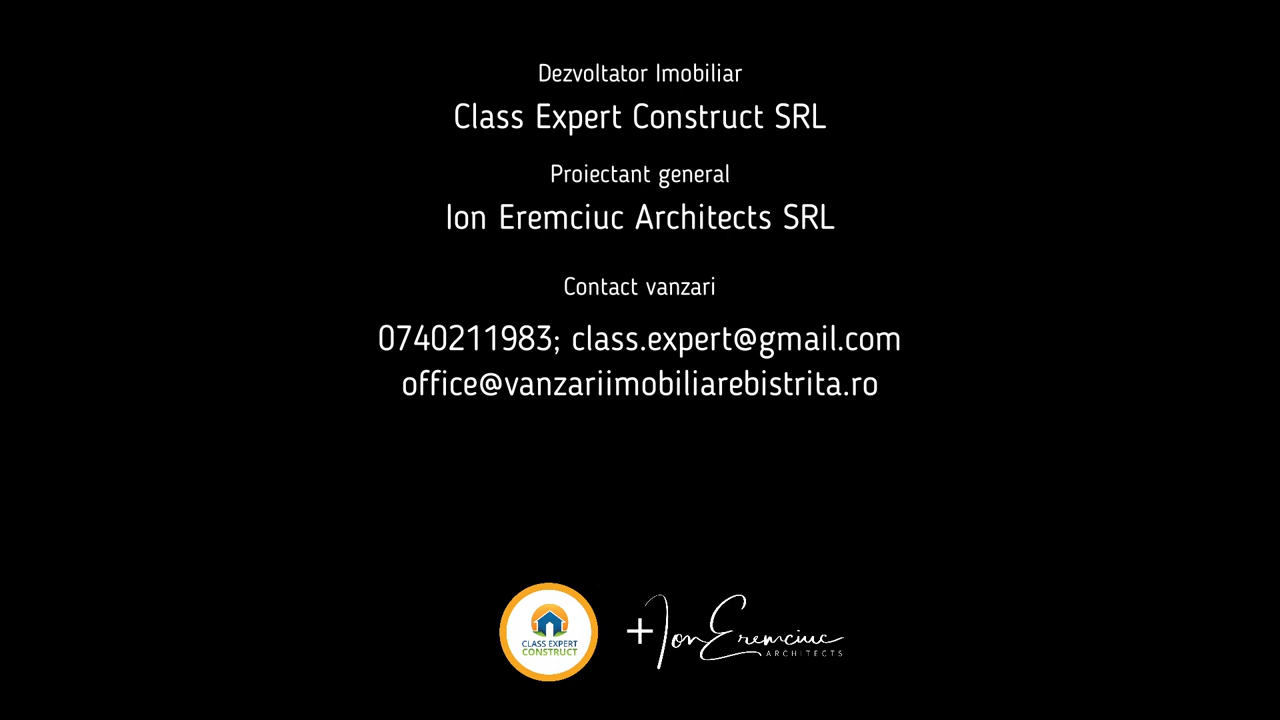 Dezvoltator Imobiliar
Class Expert Construct SRL
Proiectant general
Ion Eremciuc Architects SRL
Contact vanzari
0740211983; class.expert@gmail.com
office@vanzariimobiliarebistrita.ro
CLASS EXPERT
CONSTRUCT
+Ion Eremciuc
ARCHITECTS